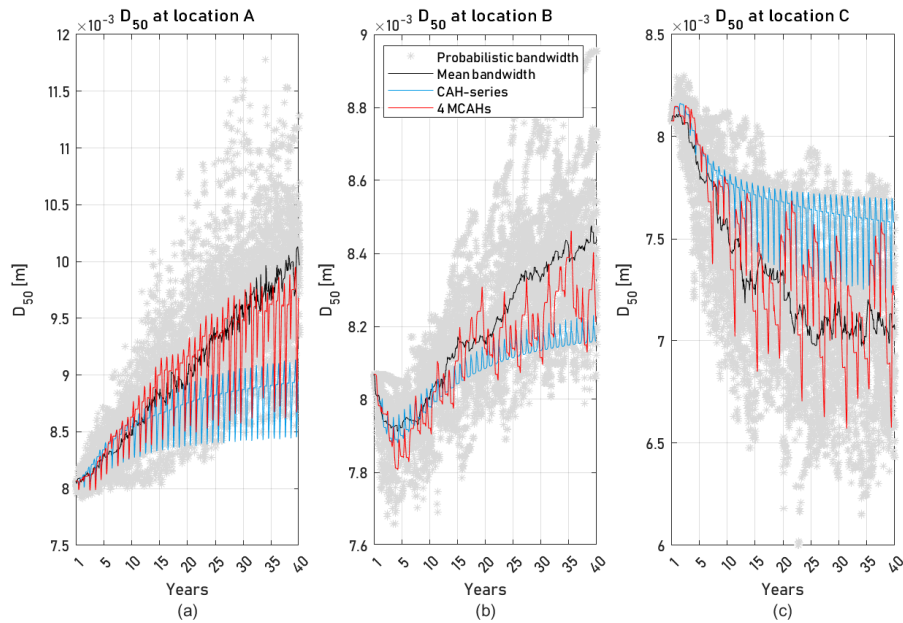 ×10⁻³ D₅₀ at location A
12
11.5
11
10.5
10
9.5
9
8.5
8
7.5
D₅₀ [m]
1 5 10 15 20 25 30 35 40
Years
(a)
×10⁻³ D₅₀ at location B
9
8.8
8.6
8.4
8.2
8
7.8
7.6
D₅₀ [m]
Probabilistic bandwidth
Mean bandwidth
CAH-series
4 MCAHs
1 5 10 15 20 25 30 35 40
Years
(b)
×10⁻³ D₅₀ at location C
8.5
8
7.5
7
6.5
6
D₅₀ [m]
1 5 10 15 20 25 30 35 40
Years
(c)